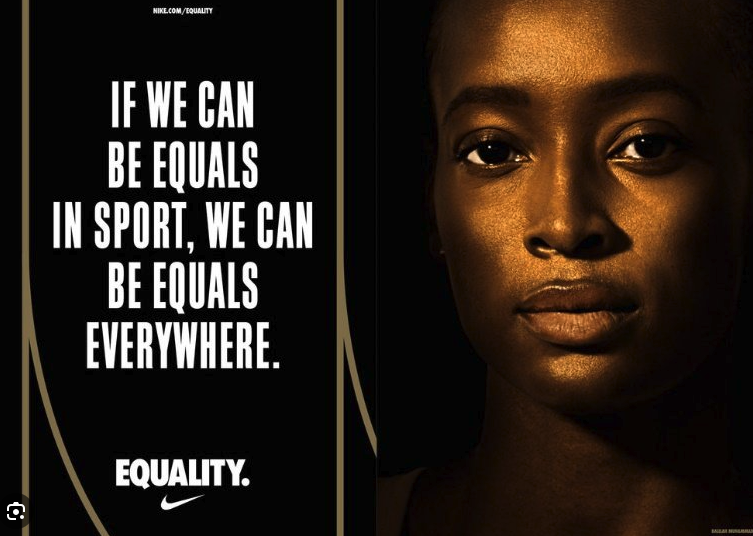 NIKE.COM/EQUALITY
IF WE CAN
BE EQUALS
IN SPORT, WE CAN
BE EQUALS
EVERYWHERE.
EQUALITY.